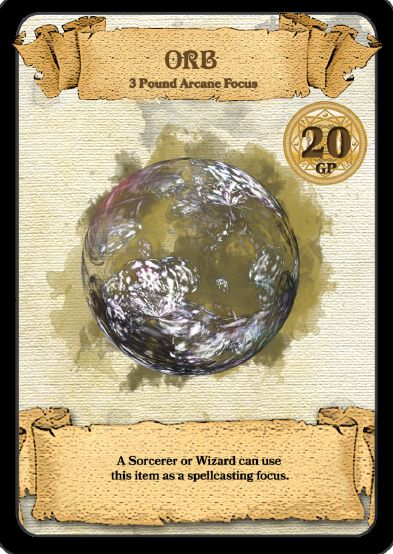 ORB
3 Pound Arcane Focus
20
GP
A Sorcerer or Wizard can use
this item as a spellcasting focus.